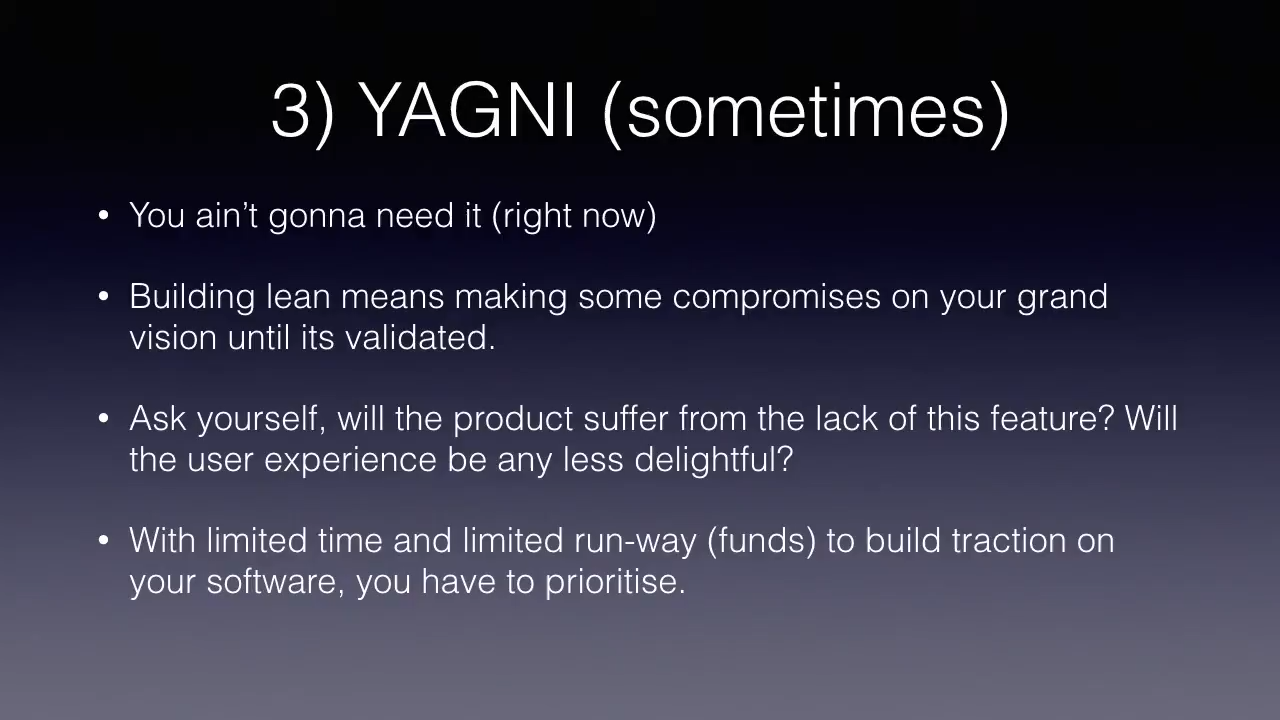 3) YAGNI (sometimes)
• You ain’t gonna need it (right now)
• Building lean means making some compromises on your grand
vision until its validated.
• Ask yourself, will the product suffer from the lack of this feature? Will
the user experience be any less delightful?
• With limited time and limited run-way (funds) to build traction on
your software, you have to prioritise.